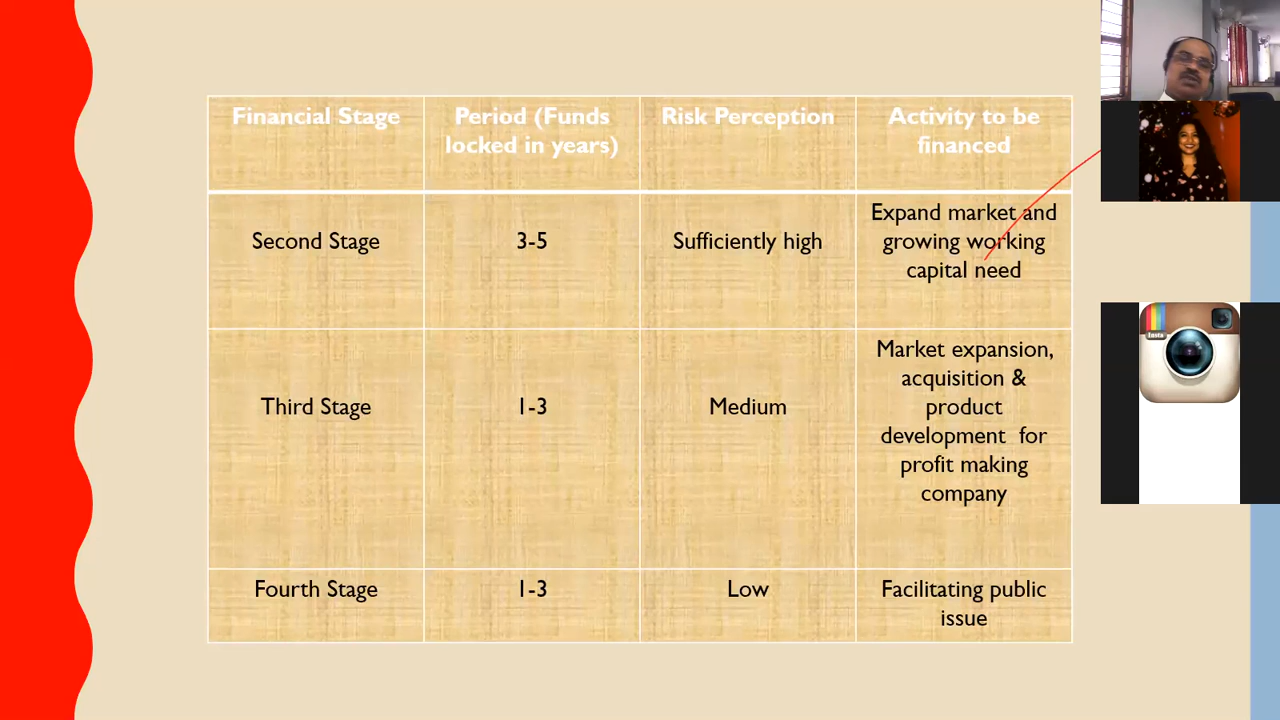 Financial Stage
Period (Funds
locked in years)
Risk Perception
Activity to be
financed
Second Stage
3-5
Sufficiently high
Expand market and
growing working
capital need
Third Stage
1-3
Medium
Market expansion,
acquisition &
product
development for
profit making
company
Fourth Stage
1-3
Low
Facilitating public
issue
Insta